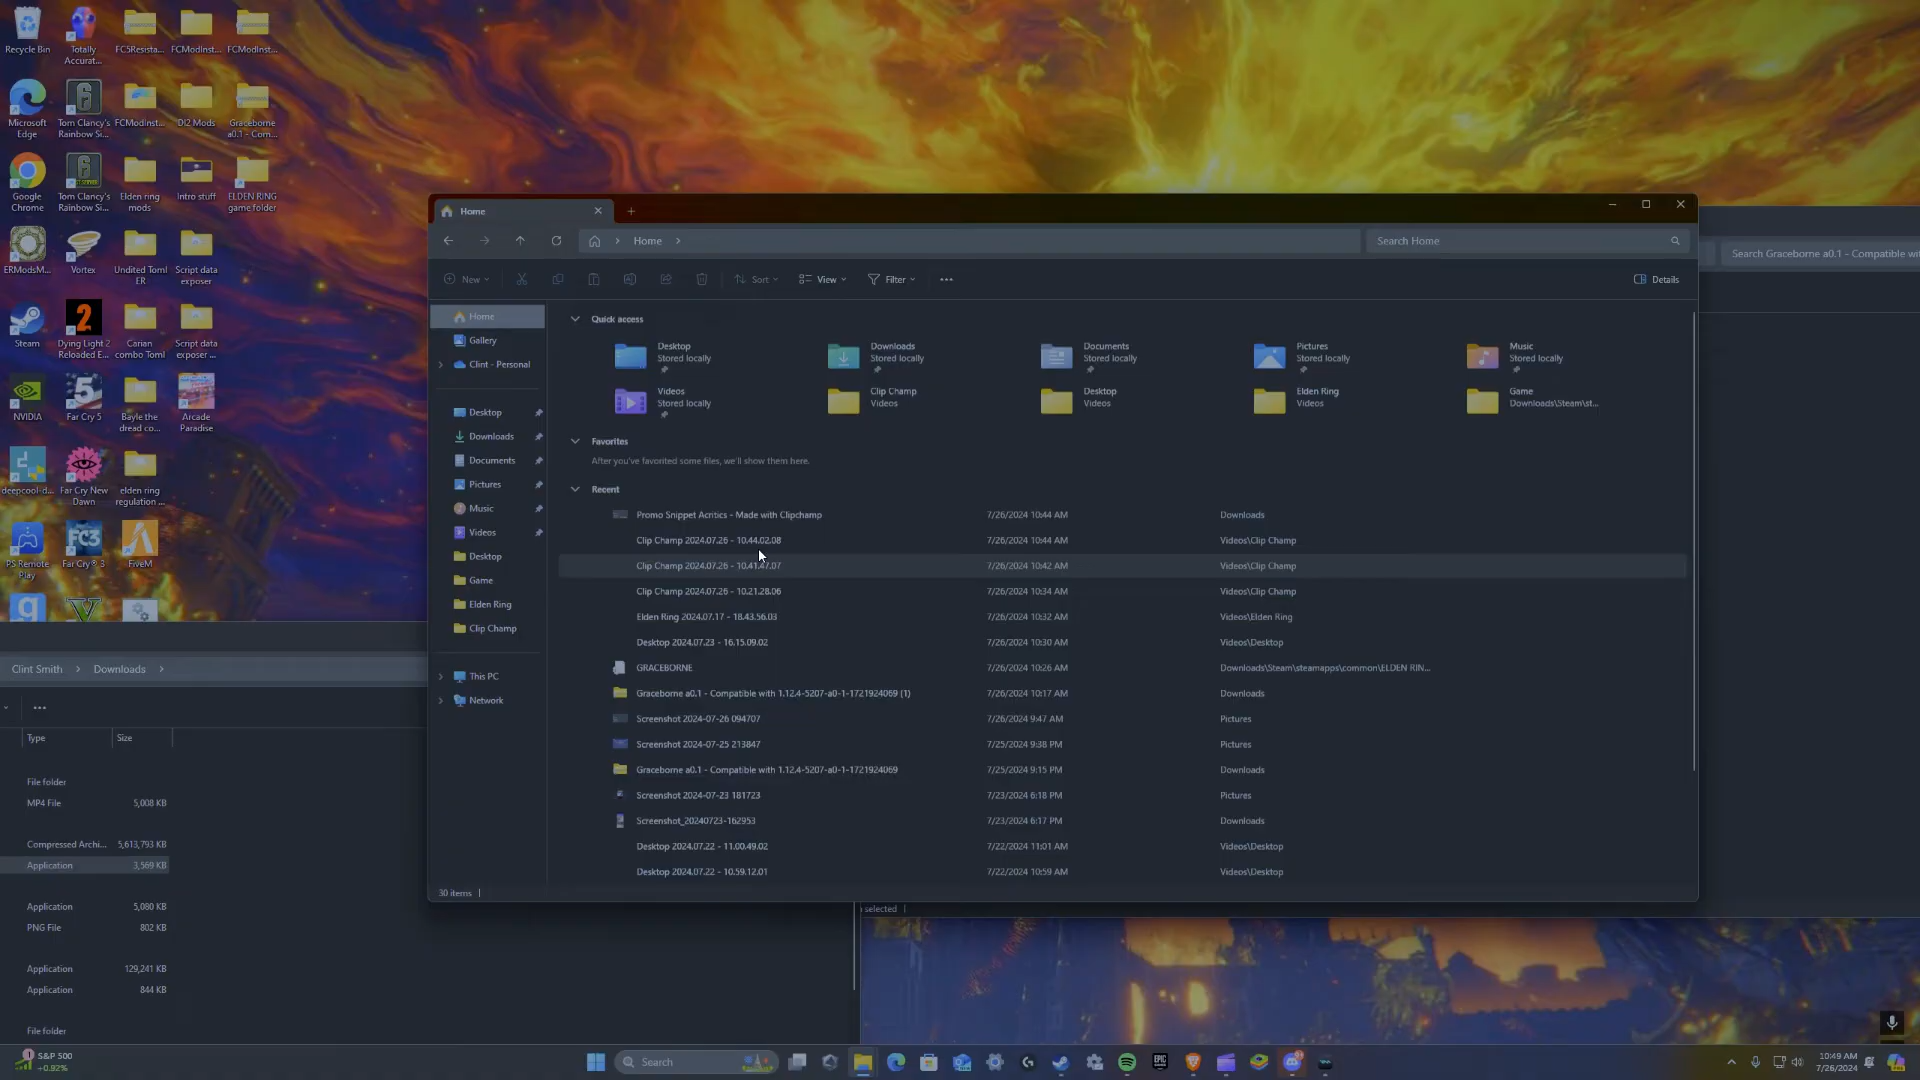 Recycle Bin
Totally
Accurat...
FC5Resista...
FCModInst...
FCModInst...
Microsoft
Edge
Tom Clancy's
Rainbow Si...
FCModInst...
DI2 Mods
Graceborne
a0.1 - Com...
Google
Chrome
Tom Clancy's
Rainbow Si...
Elden ring
mods
Intro stuff
ELDEN RING
game folder
ERModsM...
Vortex
Undited Toml
ER
Script data
exposer
Steam
Dying Light 2
Reloaded E...
Carian
combo Toml
Script data
exposer ...
NVIDIA
Far Cry 5
Bayle the
dread co...
Arcade
Paradise
deepcool-d...
Far Cry New
Dawn
elden ring
regulation ...
PS Remote
Play
Far Cry® 3
FiveM
Home
Home
Search Home
Search Graceborne a0.1 - Compatible wit
New
Sort
View
Filter
Details
Home
Gallery
Clint - Personal
Desktop
Downloads
Documents
Pictures
Music
Videos
Desktop
Game
Elden Ring
Clip Champ
This PC
Network
Quick access
Desktop
Stored locally
Downloads
Stored locally
Documents
Stored locally
Pictures
Stored locally
Music
Stored locally
Videos
Stored locally
Clip Champ
Videos
Desktop
Videos
Elden Ring
Videos
Game
Downloads\Steam\st...
Favorites
After you've favorited some files, we'll show them here.
Recent
Promo Snippet Acritics - Made with Clipchamp 7/26/2024 10:44 AM Downloads
Clip Champ 2024.07.26 - 10.44.02.08 7/26/2024 10:44 AM Videos\Clip Champ
Clip Champ 2024.07.26 - 10.41.47.07 7/26/2024 10:42 AM Videos\Clip Champ
Clip Champ 2024.07.26 - 10.21.28.06 7/26/2024 10:34 AM Videos\Clip Champ
Elden Ring 2024.07.17 - 18.43.56.03 7/26/2024 10:32 AM Videos\Elden Ring
Desktop 2024.07.23 - 16.15.09.02 7/26/2024 10:30 AM Videos\Desktop
GRACEBORNE 7/26/2024 10:26 AM Downloads\Steam\steamapps\common\ELDEN RIN...
Graceborne a0.1 - Compatible with 1.12.4-5207-a0-1-1721924069 (1) 7/26/2024 10:17 AM Downloads
Screenshot 2024-07-26 094707 7/26/2024 9:47 AM Pictures
Screenshot 2024-07-25 213847 7/25/2024 9:38 PM Pictures
Graceborne a0.1 - Compatible with 1.12.4-5207-a0-1-1721924069 7/25/2024 9:15 PM Downloads
Screenshot 2024-07-23 181723 7/23/2024 6:18 PM Pictures
Screenshot_20240723-162953 7/23/2024 6:17 PM Downloads
Desktop 2024.07.22 - 11.00.49.02 7/22/2024 11:01 AM Videos\Desktop
Desktop 2024.07.22 - 10.59.12.01 7/22/2024 10:59 AM Videos\Desktop
30 items
selected
Clint Smith
Downloads
Type
Size
File folder
MP4 File 5,008 KB
Compressed Archi... 5,613,793 KB
Application 3,569 KB
Application 5,080 KB
PNG File 802 KB
Application 129,241 KB
Application 844 KB
File folder
S&P 500
+0.92%
Search
EPIC
10:49 AM
7/26/2024